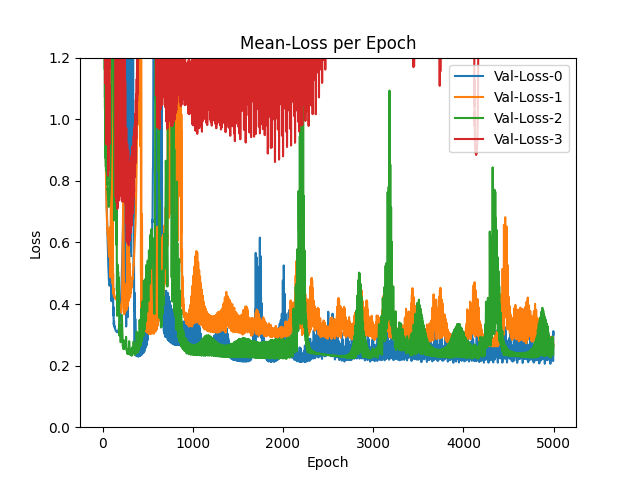 Mean-Loss per Epoch
Val-Loss-0
Val-Loss-1
Val-Loss-2
Val-Loss-3
Loss
1.2
1.0
0.8
0.6
0.4
0.2
0.0
0 1000 2000 3000 4000 5000
Epoch